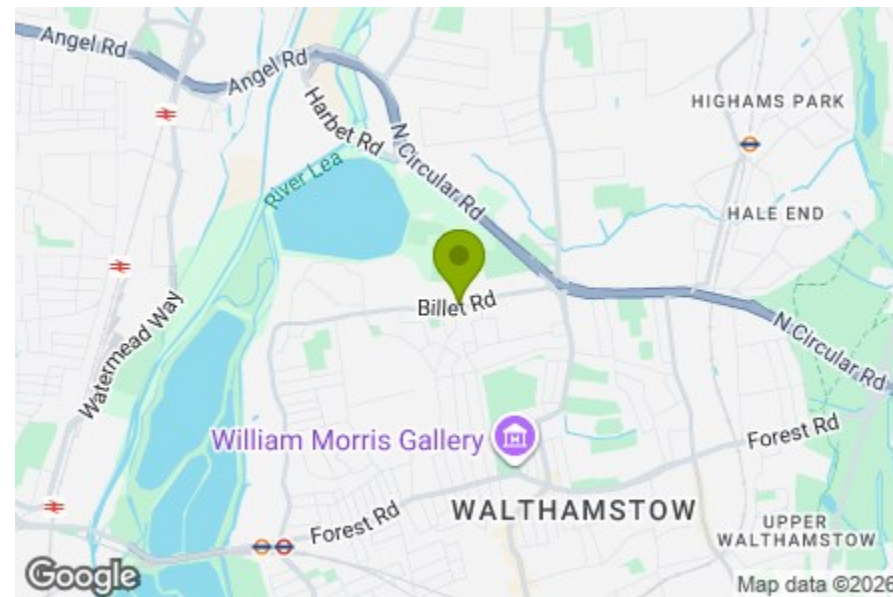 Angel Rd
Angel Rd
HIGHAMS PARK
Harbet Rd
N Circular Rd
River Lea
HALE END
Billet Rd
Watermead Way
N Circular Rd
William Morris Gallery
Forest Rd
Forest Rd
WALTHAMSTOW
UPPER
WALTHAMSTOW
Google
Map data ©2026